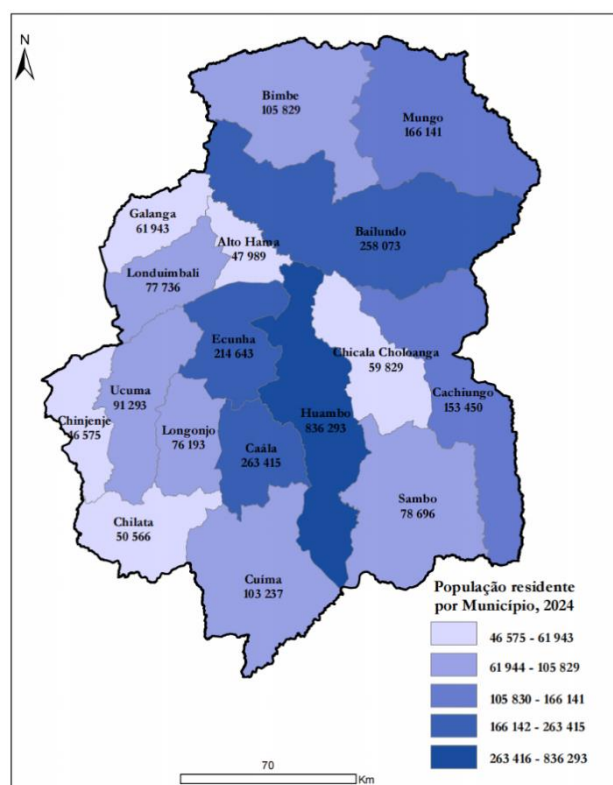 N
Bimbe
105 829
Mungo
166 141
Galanga
61 943
Alto Hama
47 989
Bailundo
258 073
Londuimbali
77 736
Ecunha
214 643
Chicala Choloanga
59 829
Ucuma
91 293
Cachiungo
153 450
Chinjenje
46 575
Longonjo
76 193
Huambo
836 293
Caála
263 415
Sambo
78 696
Chilata
50 566
Cuíma
103 237
População residente
por Município, 2024
46 575 - 61 943
61 944 - 105 829
105 830 - 166 141
166 142 - 263 415
263 416 - 836 293
70
Km